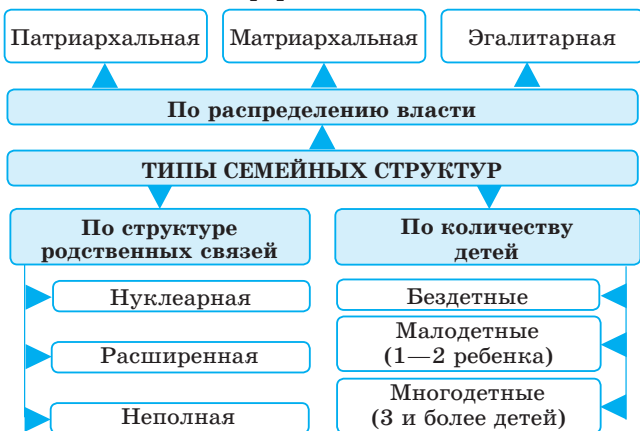 Патриархальная
Матриархальная
Эгалитарная
По распределению власти
ТИПЫ СЕМЕЙНЫХ СТРУКТУР
По структуре
родственных связей
Нуклеарная
Расширенная
Неполная
По количеству
детей
Бездетные
Малодетные
(1—2 ребенка)
Многодетные
(3 и более детей)